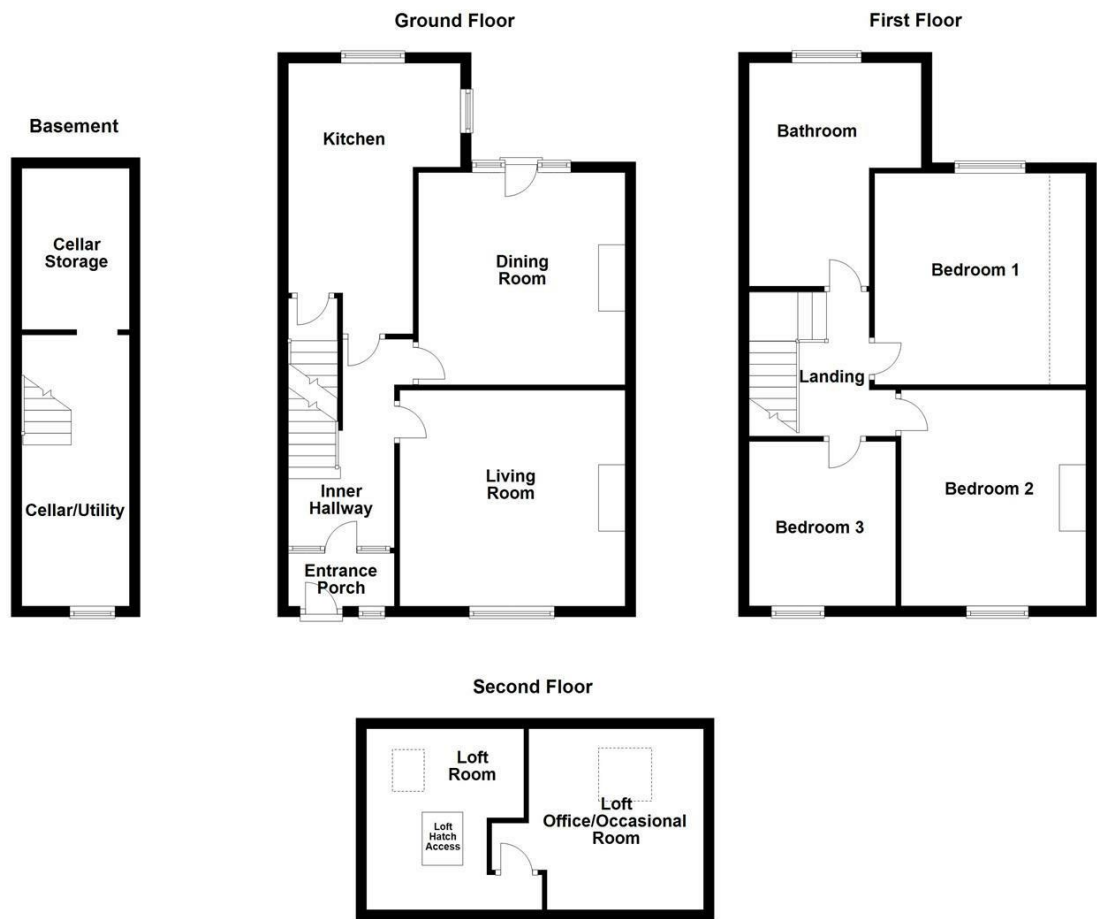 Basement
Cellar
Storage
Cellar/Utility
Ground Floor
Kitchen
Dining
Room
Living
Room
Inner
Hallway
Entrance
Porch
First Floor
Bathroom
Bedroom 1
Landing
Bedroom 2
Bedroom 3
Second Floor
Loft
Room
Loft
Hatch
Access
Loft
Office/Occasional
Room